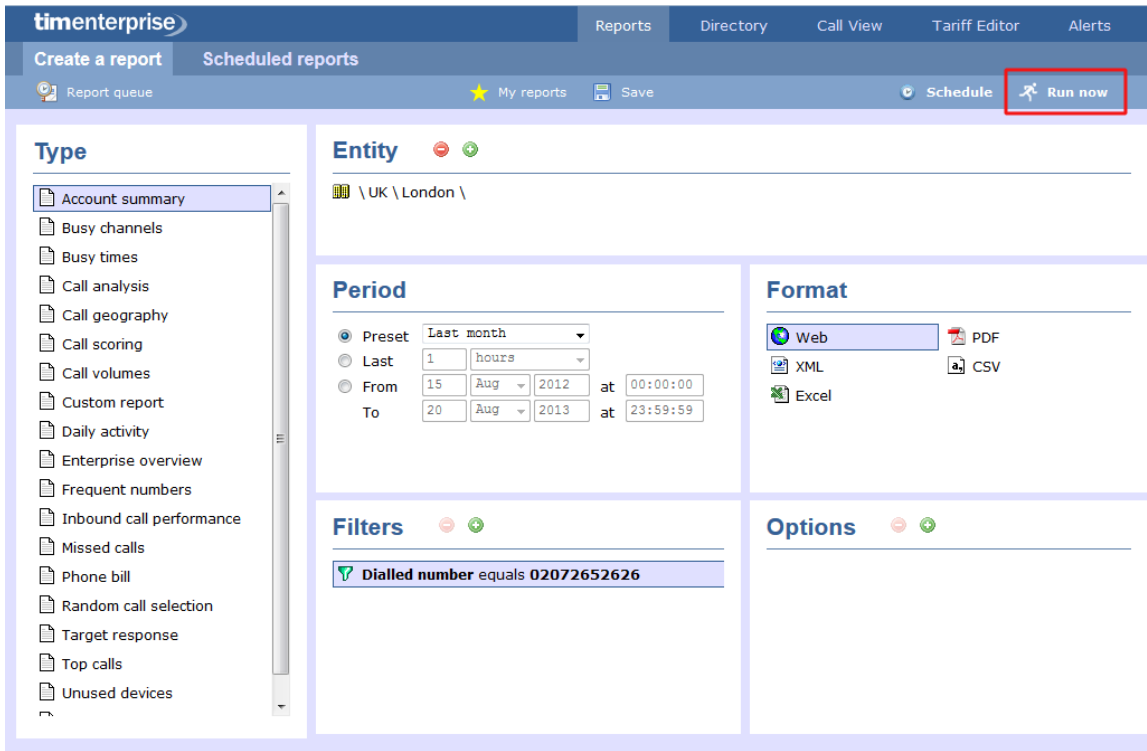 timenterprise
Reports Directory Call View Tariff Editor Alerts
Create a report Scheduled reports
Report queue My reports Save Schedule Run now
Type
Account summary
Busy channels
Busy times
Call analysis
Call geography
Call scoring
Call volumes
Custom report
Daily activity
Enterprise overview
Frequent numbers
Inbound call performance
Missed calls
Phone bill
Random call selection
Target response
Top calls
Unused devices
Entity
\ UK \ London \
Period
Preset Last month
Last 1 hours
From 15 Aug 2012 at 00:00:00
To 20 Aug 2013 at 23:59:59
Format
Web PDF
XML CSV
Excel
Filters
Dialled number equals 02072652626
Options